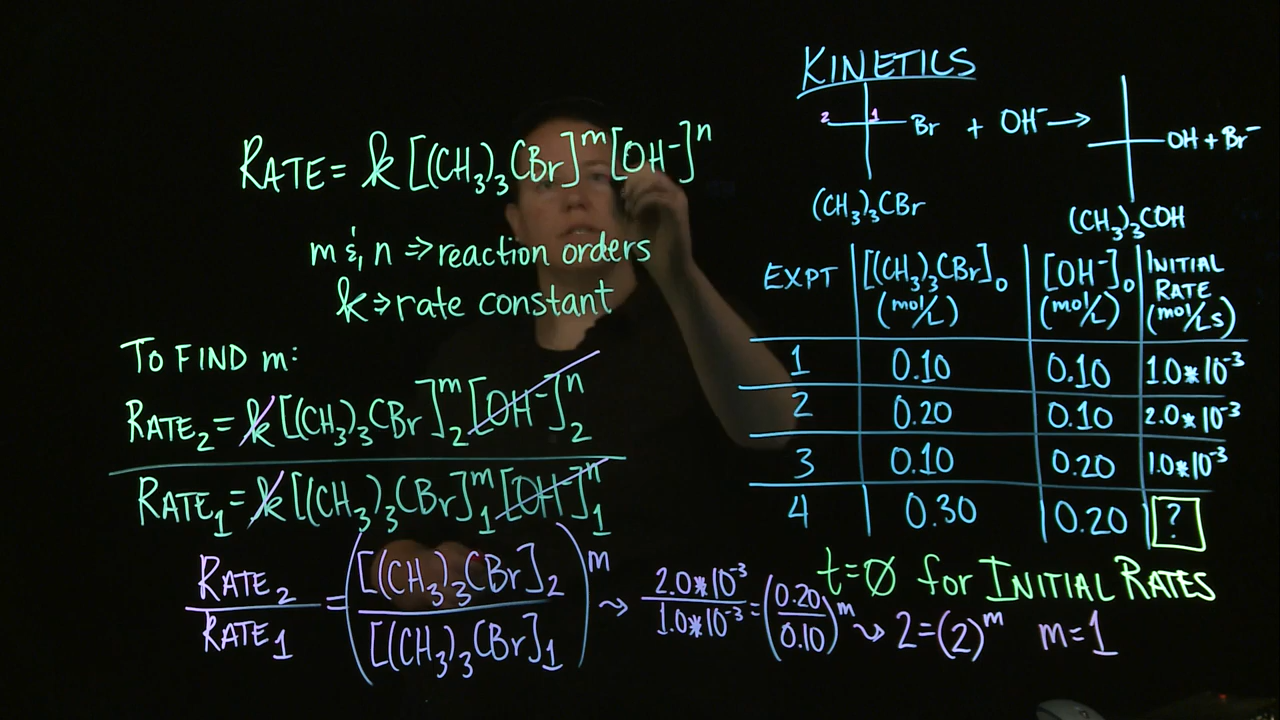 KINETICS
2 1 Br + OH⁻ → OH + Br⁻
(CH₃)₃CBr (CH₃)₃COH
RATE = k [(CH₃)₃CBr]ᵐ [OH⁻]ⁿ
m & n ⇒ reaction orders
k ⇒ rate constant
TO FIND m:
RATE₂ = k [(CH₃)₃CBr]₂ᵐ [OH⁻]₂ⁿ
RATE₁ = k [(CH₃)₃CBr]₁ᵐ [OH⁻]₁ⁿ
RATE₂ / RATE₁ = ([(CH₃)₃CBr]₂ / [(CH₃)₃CBr]₁)ᵐ ⇝ 2.0*10⁻³ / 1.0*10⁻³ = (0.20 / 0.10)ᵐ ⇝ 2=(2)ᵐ m=1
EXPT [(CH₃)₃CBr]₀ (mol/L) [OH⁻]₀ (mol/L) INITIAL RATE (mol/Ls)
1 0.10 0.10 1.0*10⁻³
2 0.20 0.10 2.0*10⁻³
3 0.10 0.20 1.0*10⁻³
4 0.30 0.20 ?
t=Ø for INITIAL RATES